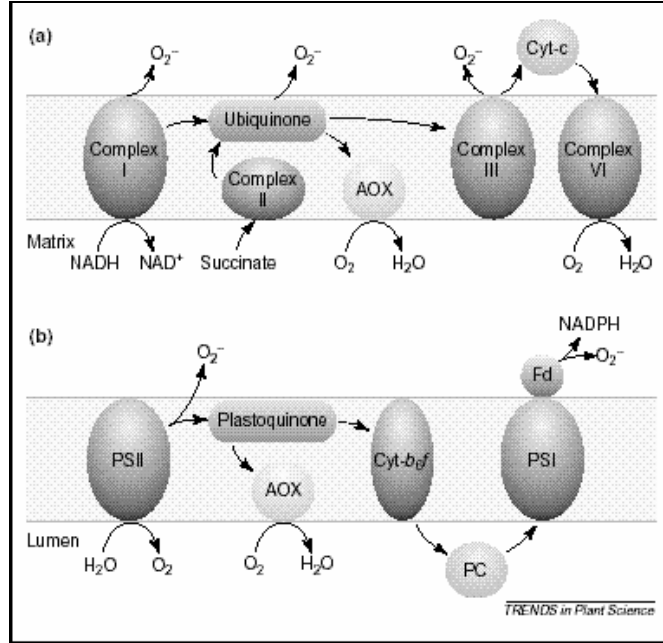 (a)
O₂⁻ O₂⁻ O₂⁻ Cyt-c
Ubiquinone
Complex I
Complex II
AOX
Complex III
Complex VI
Matrix
NADH NAD⁺ Succinate O₂ H₂O O₂ H₂O
(b)
NADPH
O₂⁻ O₂⁻
Fd
Plastoquinone
PSII AOX Cyt-b₆f PSI
Lumen
H₂O O₂ O₂ H₂O PC
TRENDS in Plant Science